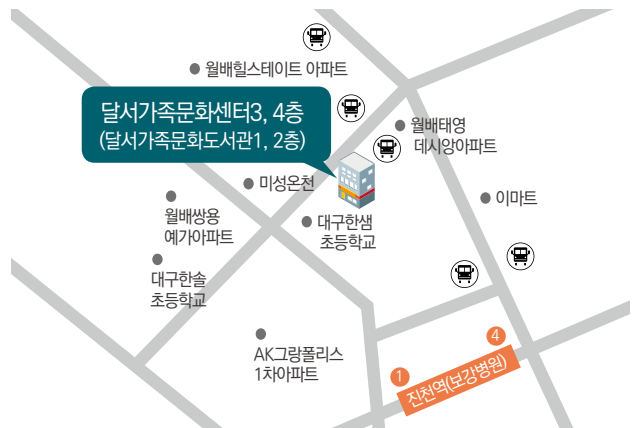 월배힐스테이트 아파트
달서가족문화센터3, 4층
(달서가족문화도서관1, 2층)
월배태영
데시앙아파트
미성온천
이마트
월배쌍용
예가아파트
대구한샘
초등학교
대구한솔
초등학교
AK그랑폴리스
1차아파트
4
1
진천역(보강병원)